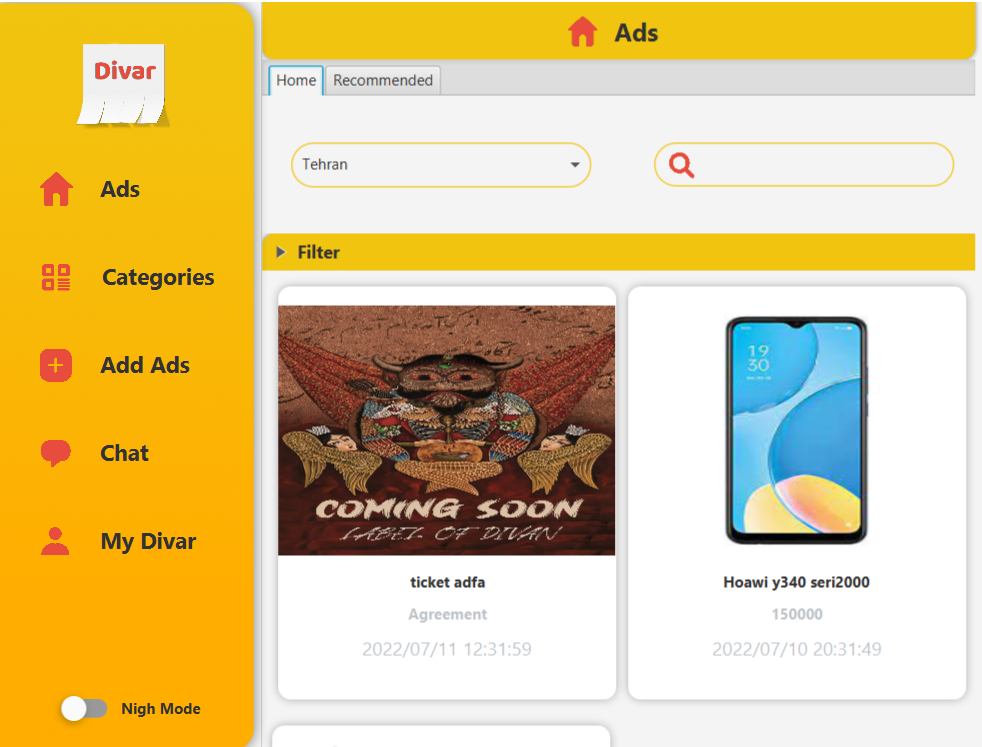 Divar
Ads
Categories
Add Ads
Chat
My Divar
Nigh Mode
Ads
Home
Recommended
Tehran
Filter
COMING SOON
LABEL OF DIVAN
ticket adfa
Agreement
2022/07/11 12:31:59
19
30
Hoawi y340 seri2000
150000
2022/07/10 20:31:49